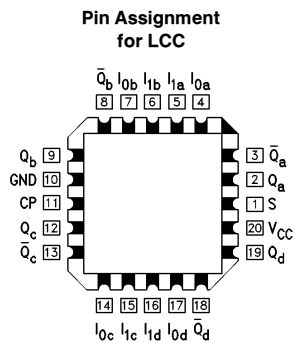 Pin Assignment
for LCC
Q̅b I0b I1b I1a I0a
8 7 6 5 4
Qb 9 3 Q̅a
GND 10 2 Qa
CP 11 1 S
Qc 12 20 VCC
Q̅c 13 19 Qd
14 15 16 17 18
I0c I1c I1d I0d Q̅d